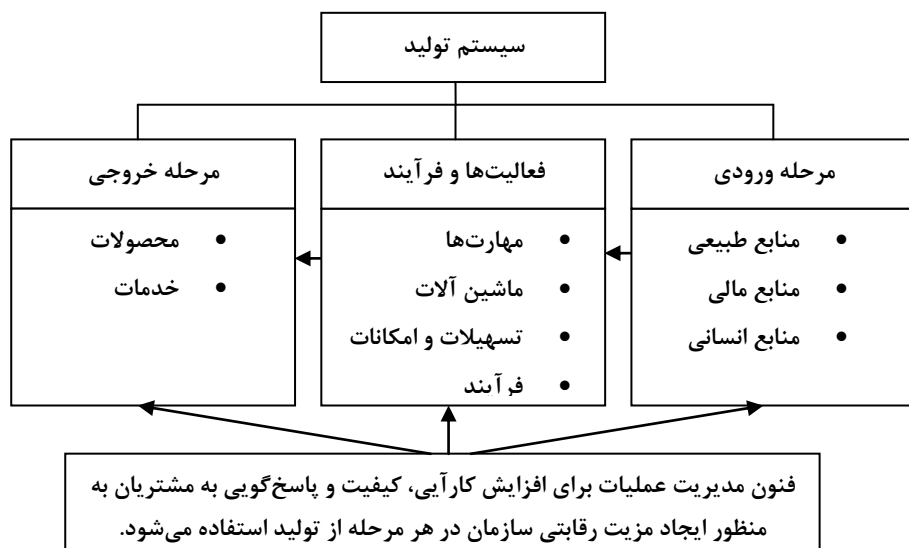 سیستم تولید
مرحله ورودی
• منابع طبیعی
• منابع مالی
• منابع انسانی
فعالیت‌ها و فرآیند
• مهارت‌ها
• ماشین آلات
• تسهیلات و امکانات
• فرآیند
مرحله خروجی
• محصولات
• خدمات
فنون مدیریت عملیات برای افزایش کارآیی، کیفیت و پاسخ‌گویی به مشتریان به
منظور ایجاد مزیت رقابتی سازمان در هر مرحله از تولید استفاده می‌شود.